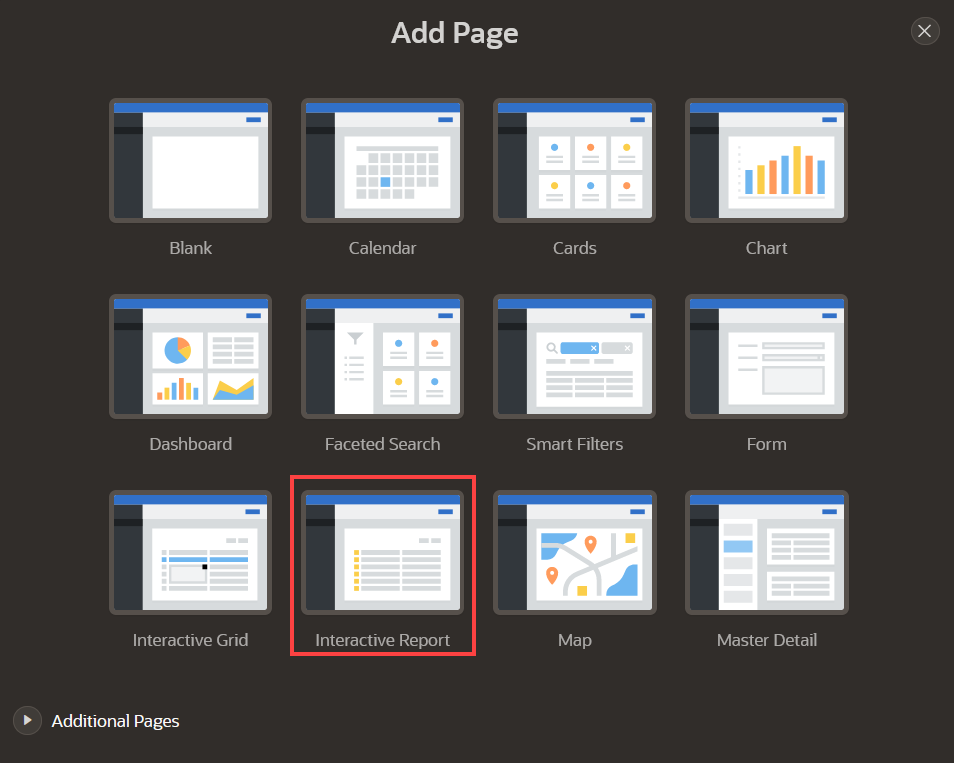 Add Page
Blank
Calendar
Cards
Chart
Dashboard
Faceted Search
Smart Filters
Form
Interactive Grid
Interactive Report
Map
Master Detail
Additional Pages